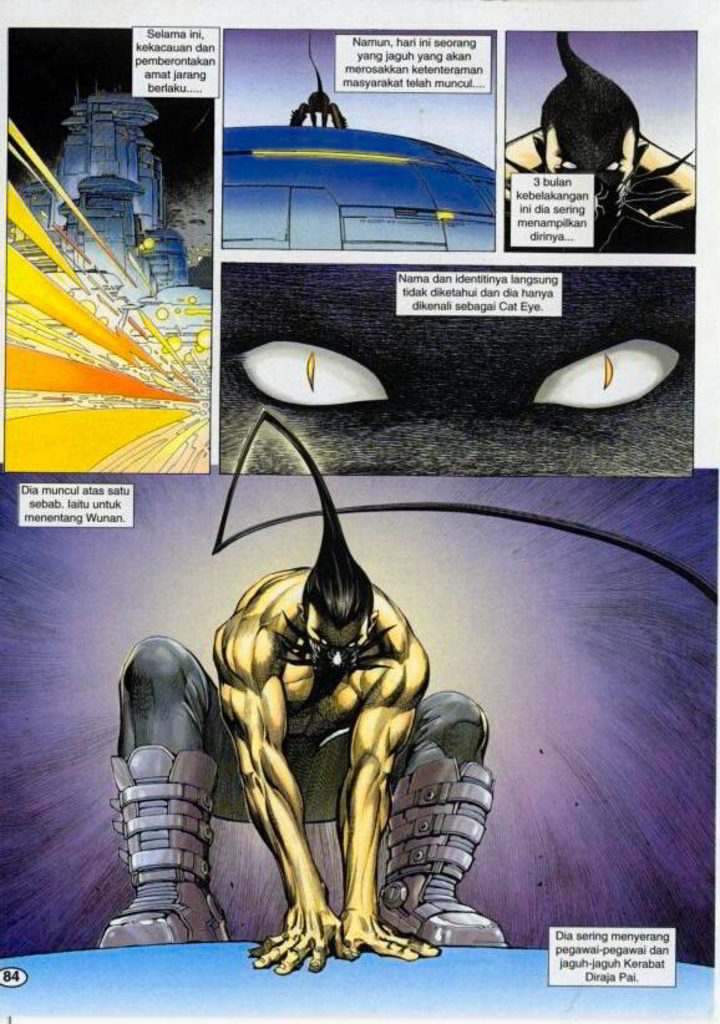 Selama ini,
kekacauan dan
pemberontakan
amat jarang
berlaku.....
Namun, hari ini seorang
yang jaguh yang akan
merosakkan ketenteraman
masyarakat telah muncul....
3 bulan
kebelakangan
ini dia sering
menampilkan
dirinya...
Nama dan identitinya langsung
tidak diketahui dan dia hanya
dikenali sebagai Cat Eye.
Dia muncul atas satu
sebab. Iaitu untuk
menentang Wunan.
Dia sering menyerang
pegawai-pegawai dan
jaguh-jaguh Kerabat
Diraja Pai.
84